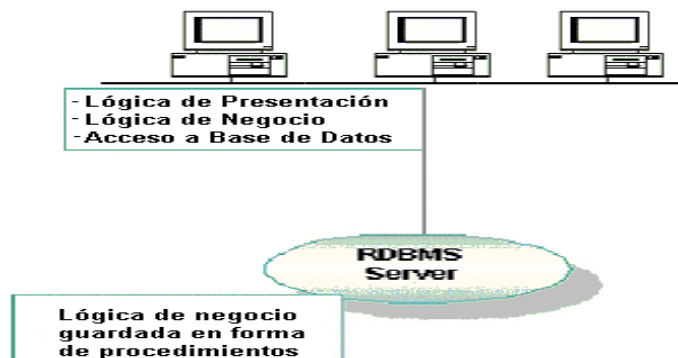 - Lógica de Presentación
- Lógica de Negocio
- Acceso a Base de Datos
RDBMS
Server
Lógica de negocio
guardada en forma
de procedimientos